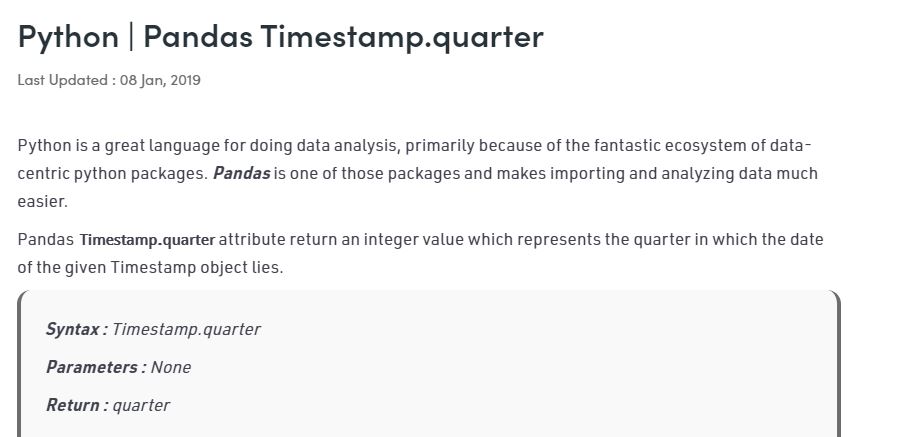 Python | Pandas Timestamp.quarter
Last Updated : 08 Jan, 2019
Python is a great language for doing data analysis, primarily because of the fantastic ecosystem of data-
centric python packages. Pandas is one of those packages and makes importing and analyzing data much
easier.
Pandas Timestamp.quarter attribute return an integer value which represents the quarter in which the date
of the given Timestamp object lies.
Syntax : Timestamp.quarter
Parameters : None
Return : quarter